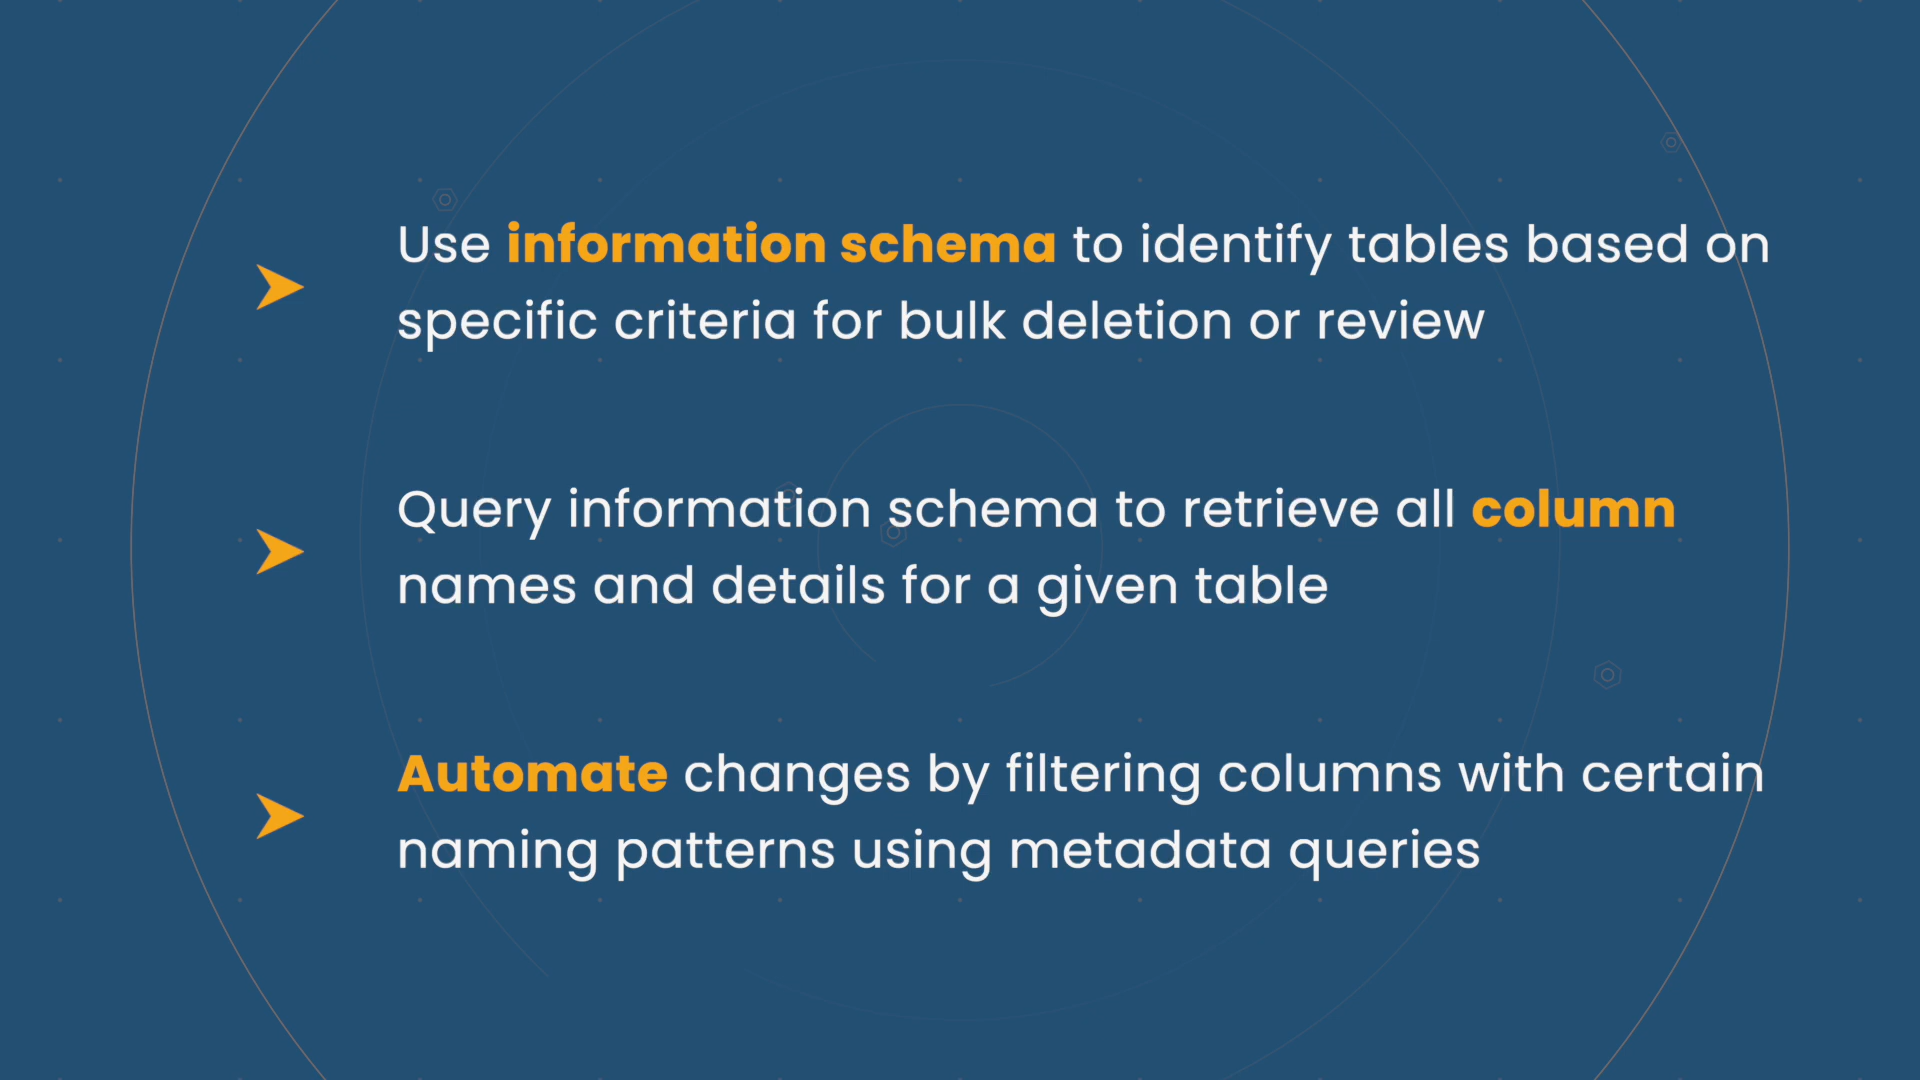 Use information schema to identify tables based on
specific criteria for bulk deletion or review
Query information schema to retrieve all column
names and details for a given table
Automate changes by filtering columns with certain
naming patterns using metadata queries